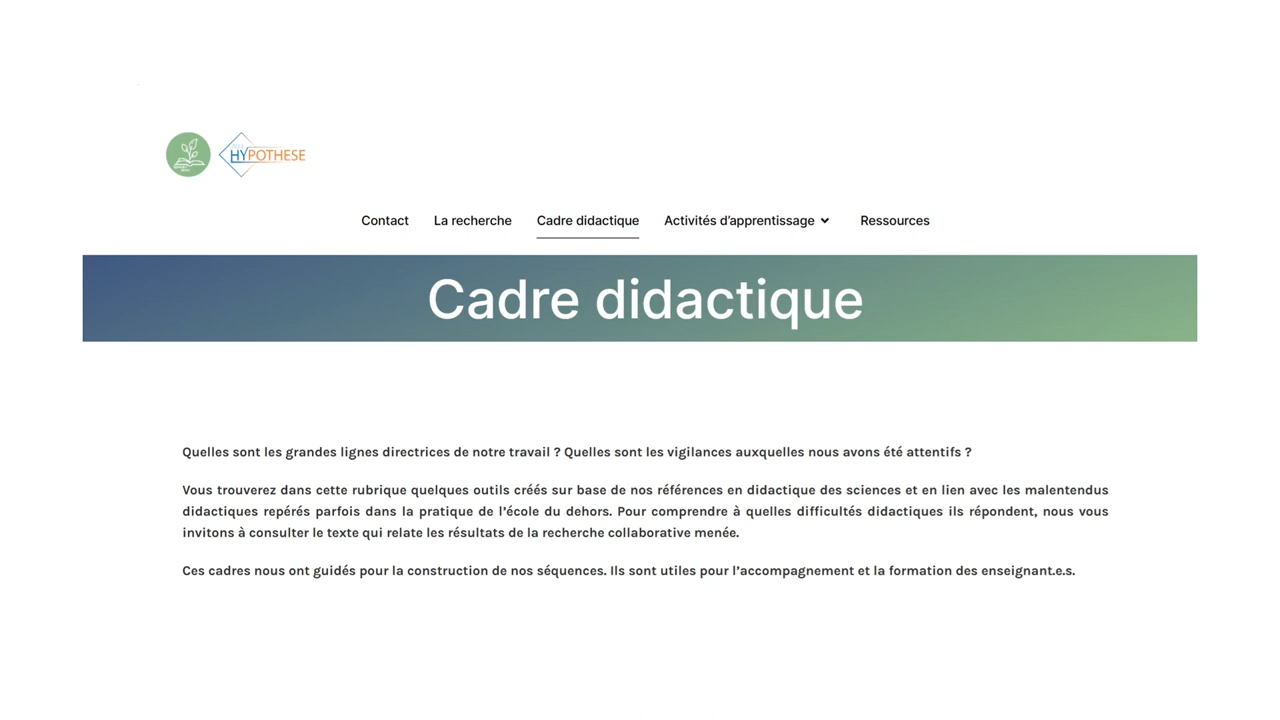 HYPOTHESE
Contact La recherche Cadre didactique Activités d'apprentissage Ressources
Cadre didactique
Quelles sont les grandes lignes directrices de notre travail ? Quelles sont les vigilances auxquelles nous avons été attentifs ?
Vous trouverez dans cette rubrique quelques outils créés sur base de nos références en didactique des sciences et en lien avec les malentendus
didactiques repérés parfois dans la pratique de l'école du dehors. Pour comprendre à quelles difficultés didactiques ils répondent, nous vous
invitons à consulter le texte qui relate les résultats de la recherche collaborative menée.
Ces cadres nous ont guidés pour la construction de nos séquences. Ils sont utiles pour l'accompagnement et la formation des enseignant.e.s.